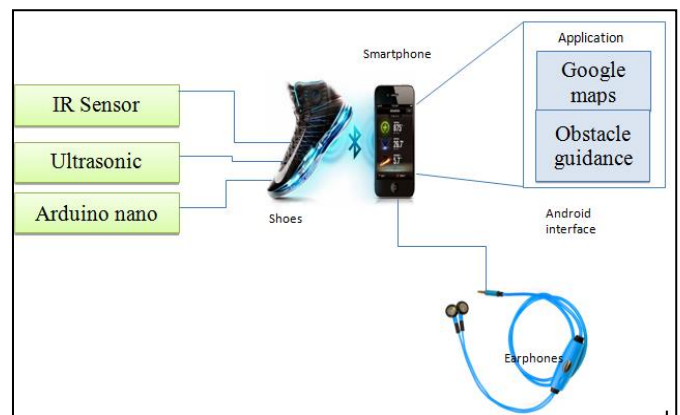 Smartphone
Application
Google
maps
Obstacle
guidance
IR Sensor
Ultrasonic
Arduino nano
Shoes
Android
interface
Earphones